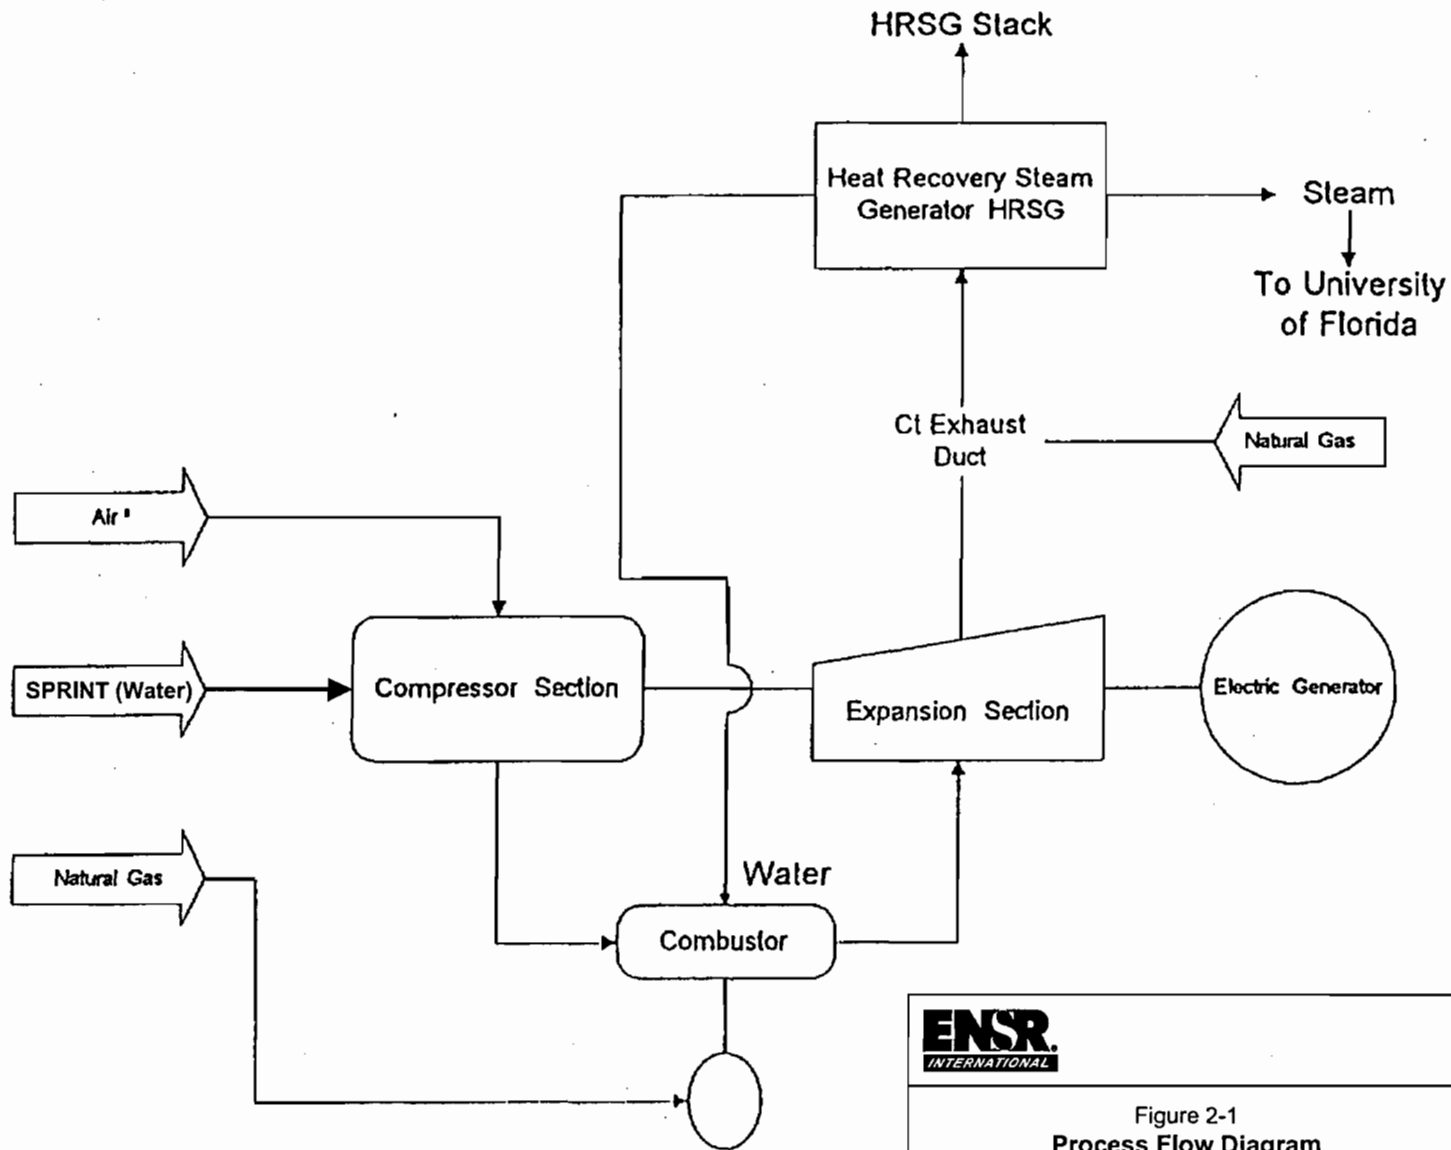 HRSG Stack
Heat Recovery Steam
Generator HRSG
Steam
To University
of Florida
Ct Exhaust
Duct
Natural Gas
Air
SPRINT (Water)
Compressor Section
Expansion Section
Electric Generator
Natural Gas
Water
Combustor
ENSR.
INTERNATIONAL
Figure 2-1
Process Flow Diagram